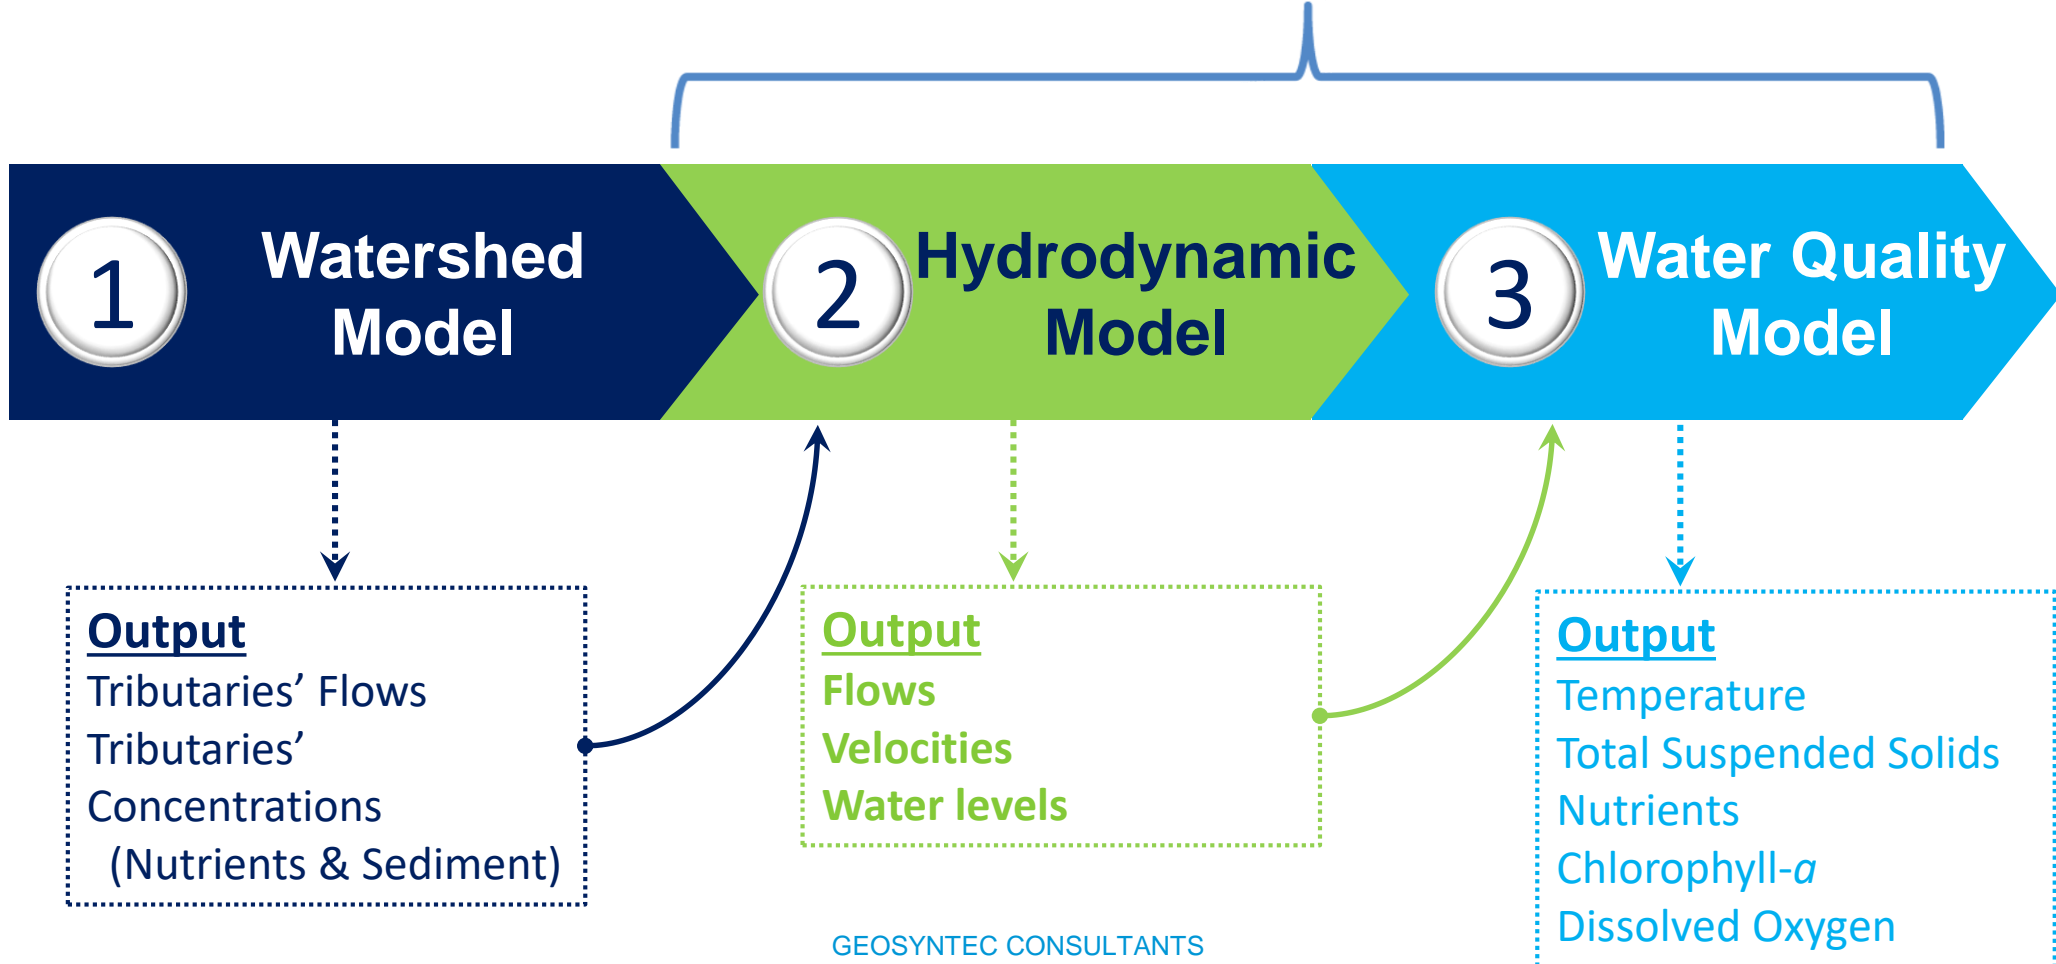 1
Watershed
Model
2
Hydrodynamic
Model
3
Water Quality
Model
Output
Tributaries’ Flows
Tributaries’
Concentrations
(Nutrients & Sediment)
Output
Flows
Velocities
Water levels
Output
Temperature
Total Suspended Solids
Nutrients
Chlorophyll-a
Dissolved Oxygen
GEOSYNTEC CONSULTANTS